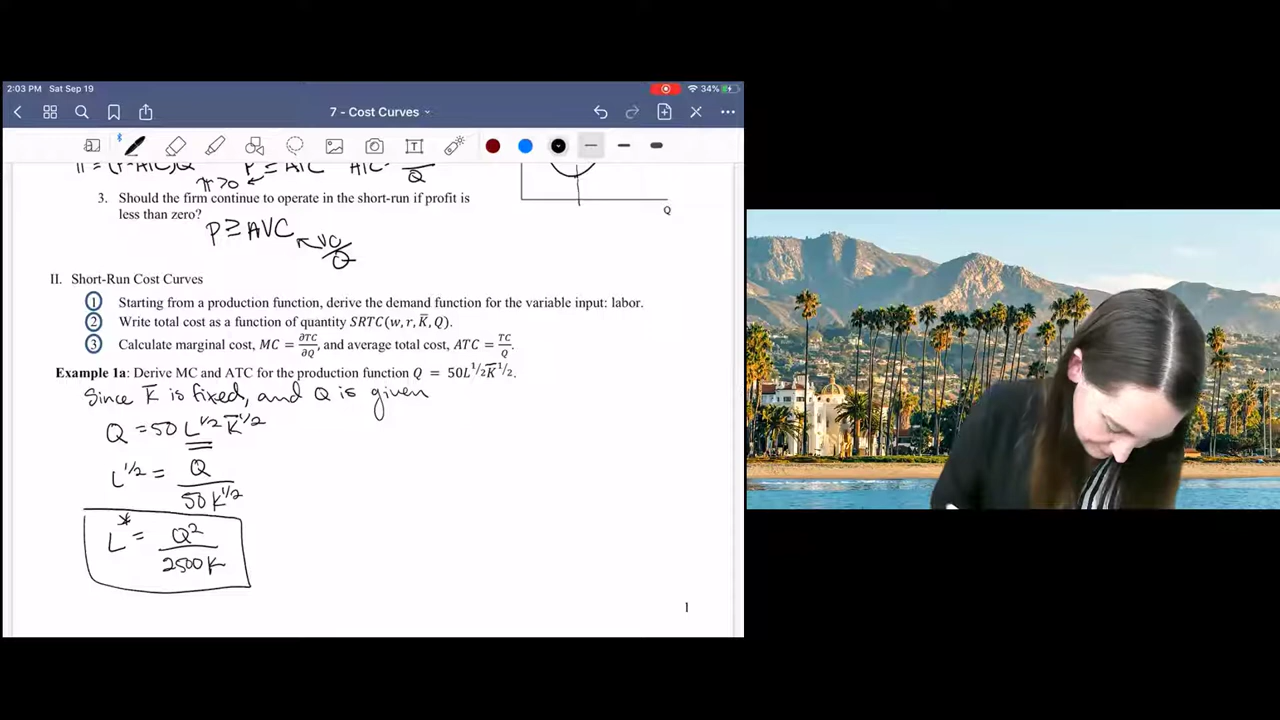 2:03 PM Sat Sep 19
34%
7 - Cost Curves
π>0
Q
3. Should the firm continue to operate in the short-run if profit is
less than zero?
P ≥ AVC
VC/Q
Q
II. Short-Run Cost Curves
1 Starting from a production function, derive the demand function for the variable input: labor.
2 Write total cost as a function of quantity SRTC(w, r, K̅, Q).
3 Calculate marginal cost, MC = ∂TC/∂Q, and average total cost, ATC = TC/Q.
Example 1a: Derive MC and ATC for the production function Q = 50L^1/2 K̅^1/2.
Since K̅ is fixed, and Q is given
Q = 50 L^1/2 K̅^1/2
L^1/2 = Q / 50 K^1/2
L* = Q² / 2500 K
1